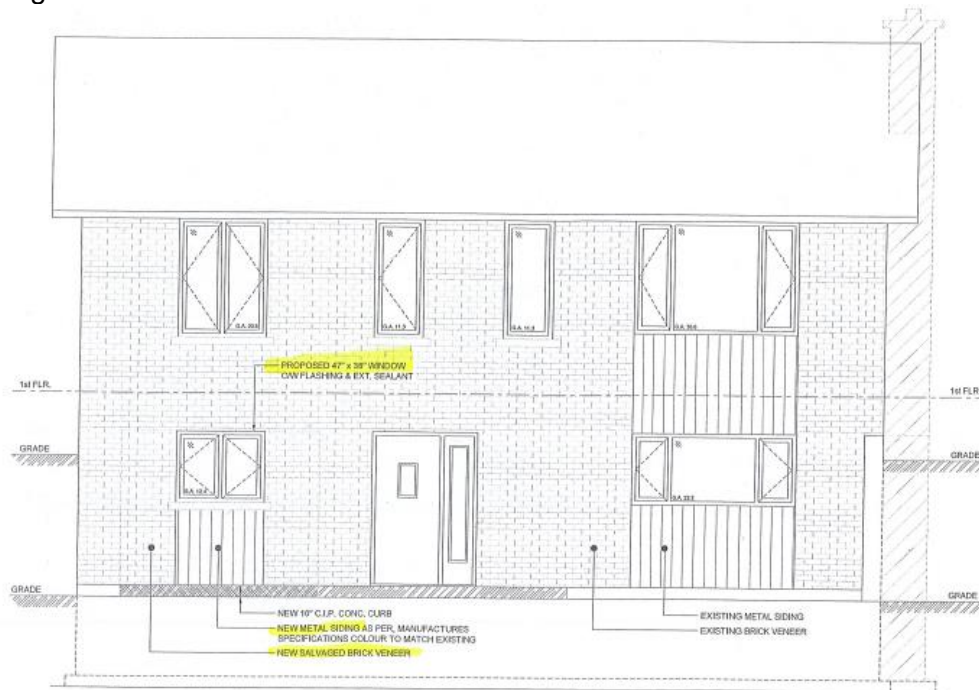 G.A. 11.3
PROPOSED 47" x 38" WINDOW
C/W FLASHING & EXT. SEALANT
1st FLR.
1st FLR.
GRADE
GRADE
GRADE
GRADE
NEW 10" C.I.P. CONC. CURB
NEW METAL SIDING AS PER, MANUFACTURES
SPECIFICATIONS COLOUR TO MATCH EXISTING
NEW SALVAGED BRICK VENEER
EXISTING METAL SIDING
EXISTING BRICK VENEER